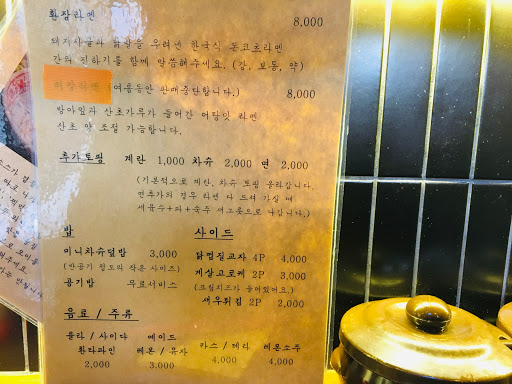 환장라멘 8,000
돼지사골과 닭발을 우려낸 한국식 돈코츠라멘
간의 진하기를 함께 말씀해주세요. (강, 보통, 약)
어탕라멘 (여름동안 판매중단합니다.) 8,000
방아잎과 산초가루가 들어간 어탕맛 라멘
산초 양 조절 가능합니다.
추가토핑 계란 1,000 차슈 2,000 면 2,000
(기본적으로 계란, 차슈 토핑 올라갑니다.
면추가의 경우 라멘 다 드셔 가실 때
세육수+파+숙주 새그릇으로 나갑니다.)
밥
미니차슈덮밥 3,000
(반공기 정도의 작은 사이즈)
공기밥 무료서비스
사이드
닭껍질교자 4P 4,000
게살고로케 2P 3,000
(크림치즈가 들어있어요.)
새우튀김 2P 2,000
음료 / 주류
콜라 / 사이다
환타파인
2,000
에이드
레몬 / 유자
3,000
카스 / 테라
4,000
레몬소주
4,000